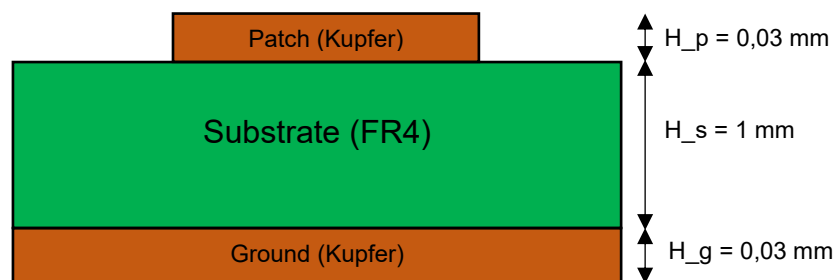 Patch (Kupfer)
H_p = 0,03 mm
Substrate (FR4)
H_s = 1 mm
Ground (Kupfer)
H_g = 0,03 mm